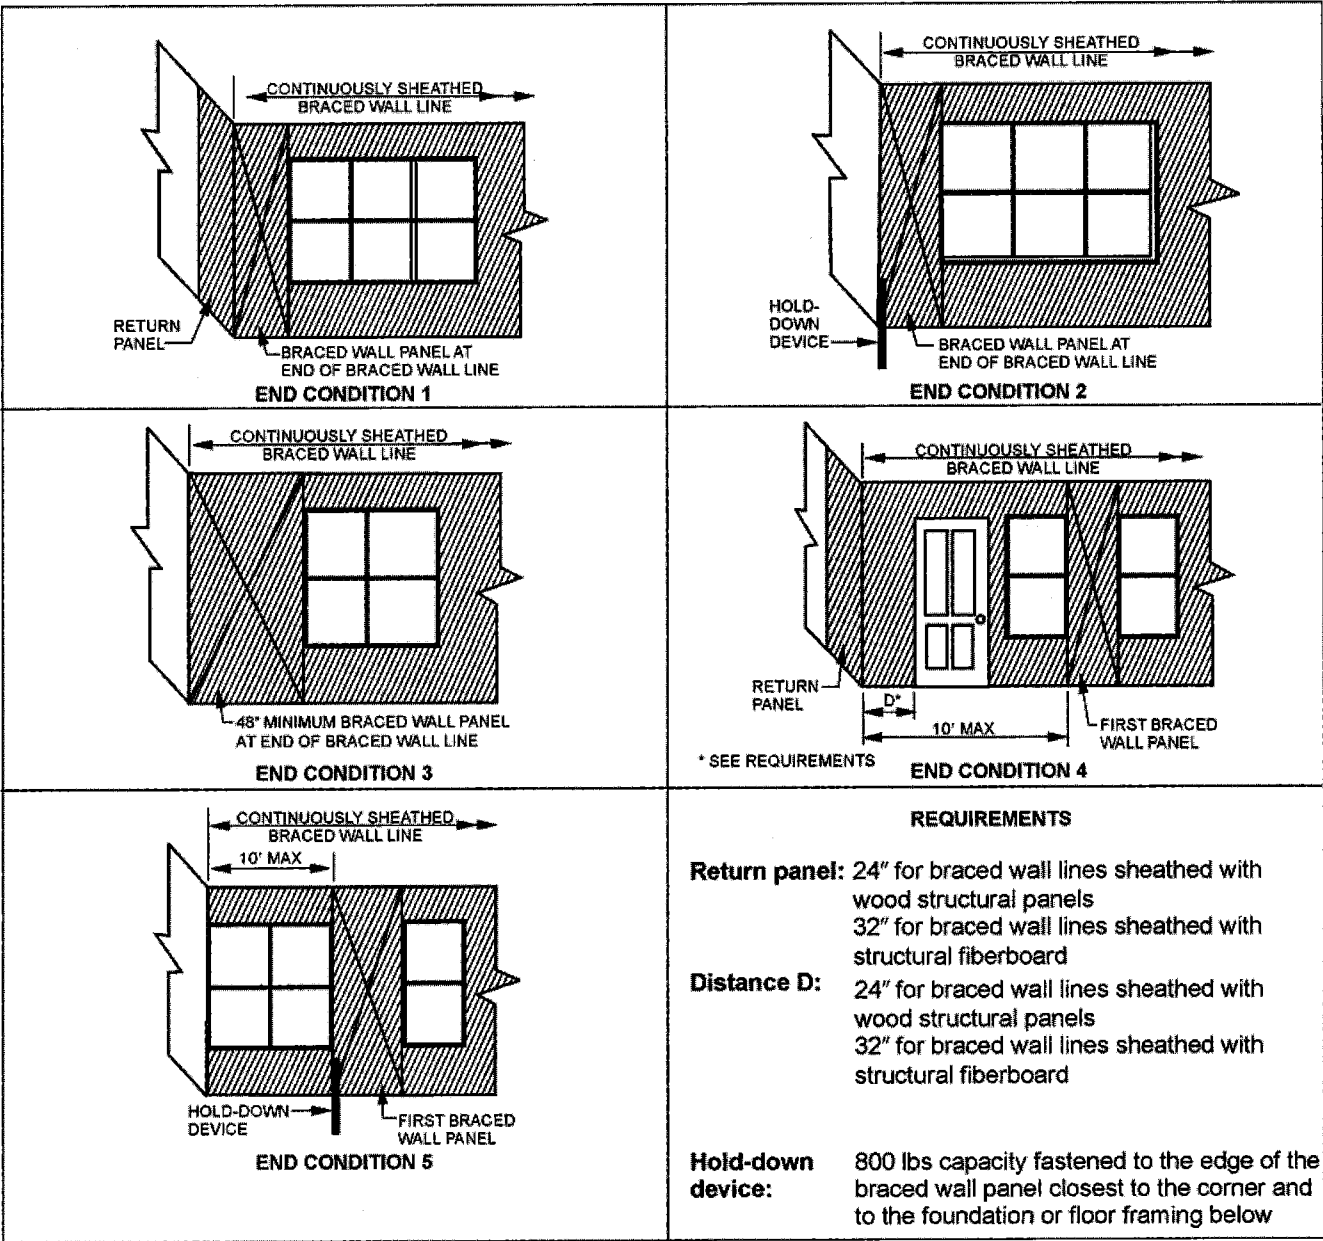 CONTINUOUSLY SHEATHED
BRACED WALL LINE
RETURN
PANEL
BRACED WALL PANEL AT
END OF BRACED WALL LINE
END CONDITION 1
CONTINUOUSLY SHEATHED
BRACED WALL LINE
HOLD-
DOWN
DEVICE
BRACED WALL PANEL AT
END OF BRACED WALL LINE
END CONDITION 2
CONTINUOUSLY SHEATHED
BRACED WALL LINE
48" MINIMUM BRACED WALL PANEL
AT END OF BRACED WALL LINE
END CONDITION 3
CONTINUOUSLY SHEATHED
BRACED WALL LINE
RETURN
PANEL
D*
10' MAX
FIRST BRACED
WALL PANEL
* SEE REQUIREMENTS
END CONDITION 4
CONTINUOUSLY SHEATHED
BRACED WALL LINE
10' MAX
HOLD-DOWN
DEVICE
FIRST BRACED
WALL PANEL
END CONDITION 5
REQUIREMENTS
Return panel: 24" for braced wall lines sheathed with
wood structural panels
32" for braced wall lines sheathed with
structural fiberboard
Distance D: 24" for braced wall lines sheathed with
wood structural panels
32" for braced wall lines sheathed with
structural fiberboard
Hold-down 800 lbs capacity fastened to the edge of the
device: braced wall panel closest to the corner and
to the foundation or floor framing below